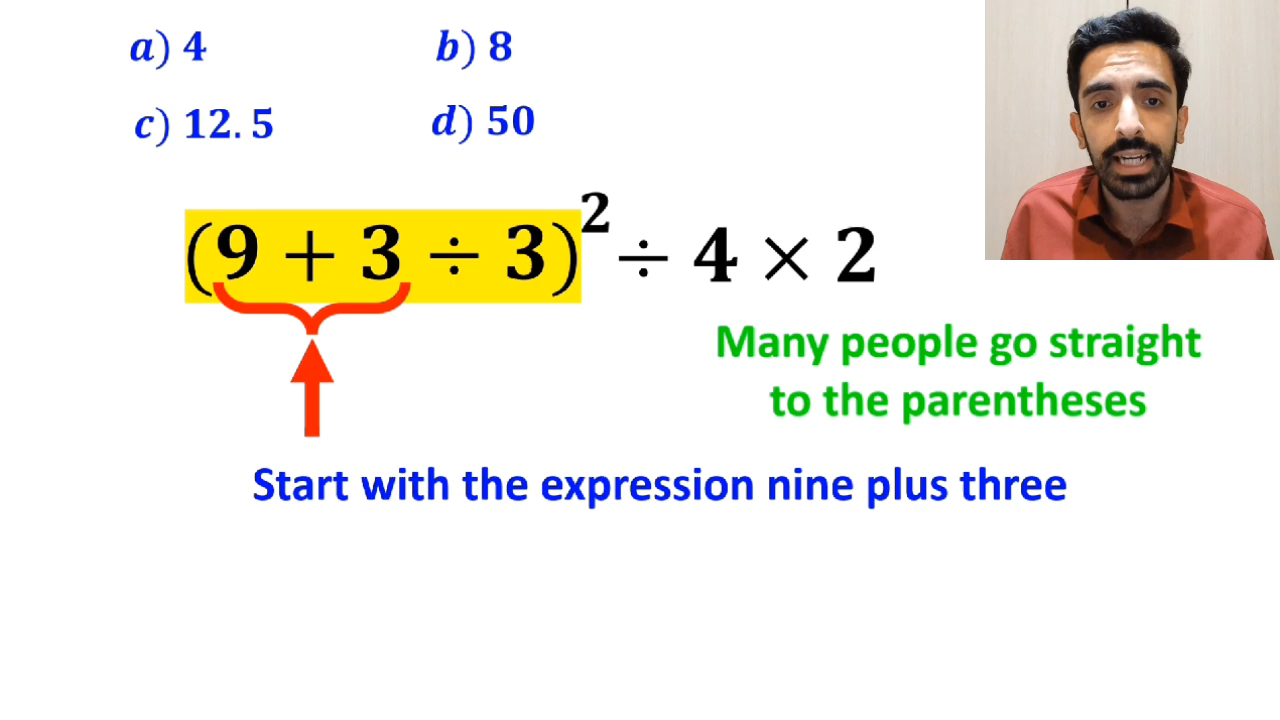 a) 4 b) 8
c) 12.5 d) 50
(9 + 3 ÷ 3)² ÷ 4 × 2
Many people go straight
to the parentheses
Start with the expression nine plus three